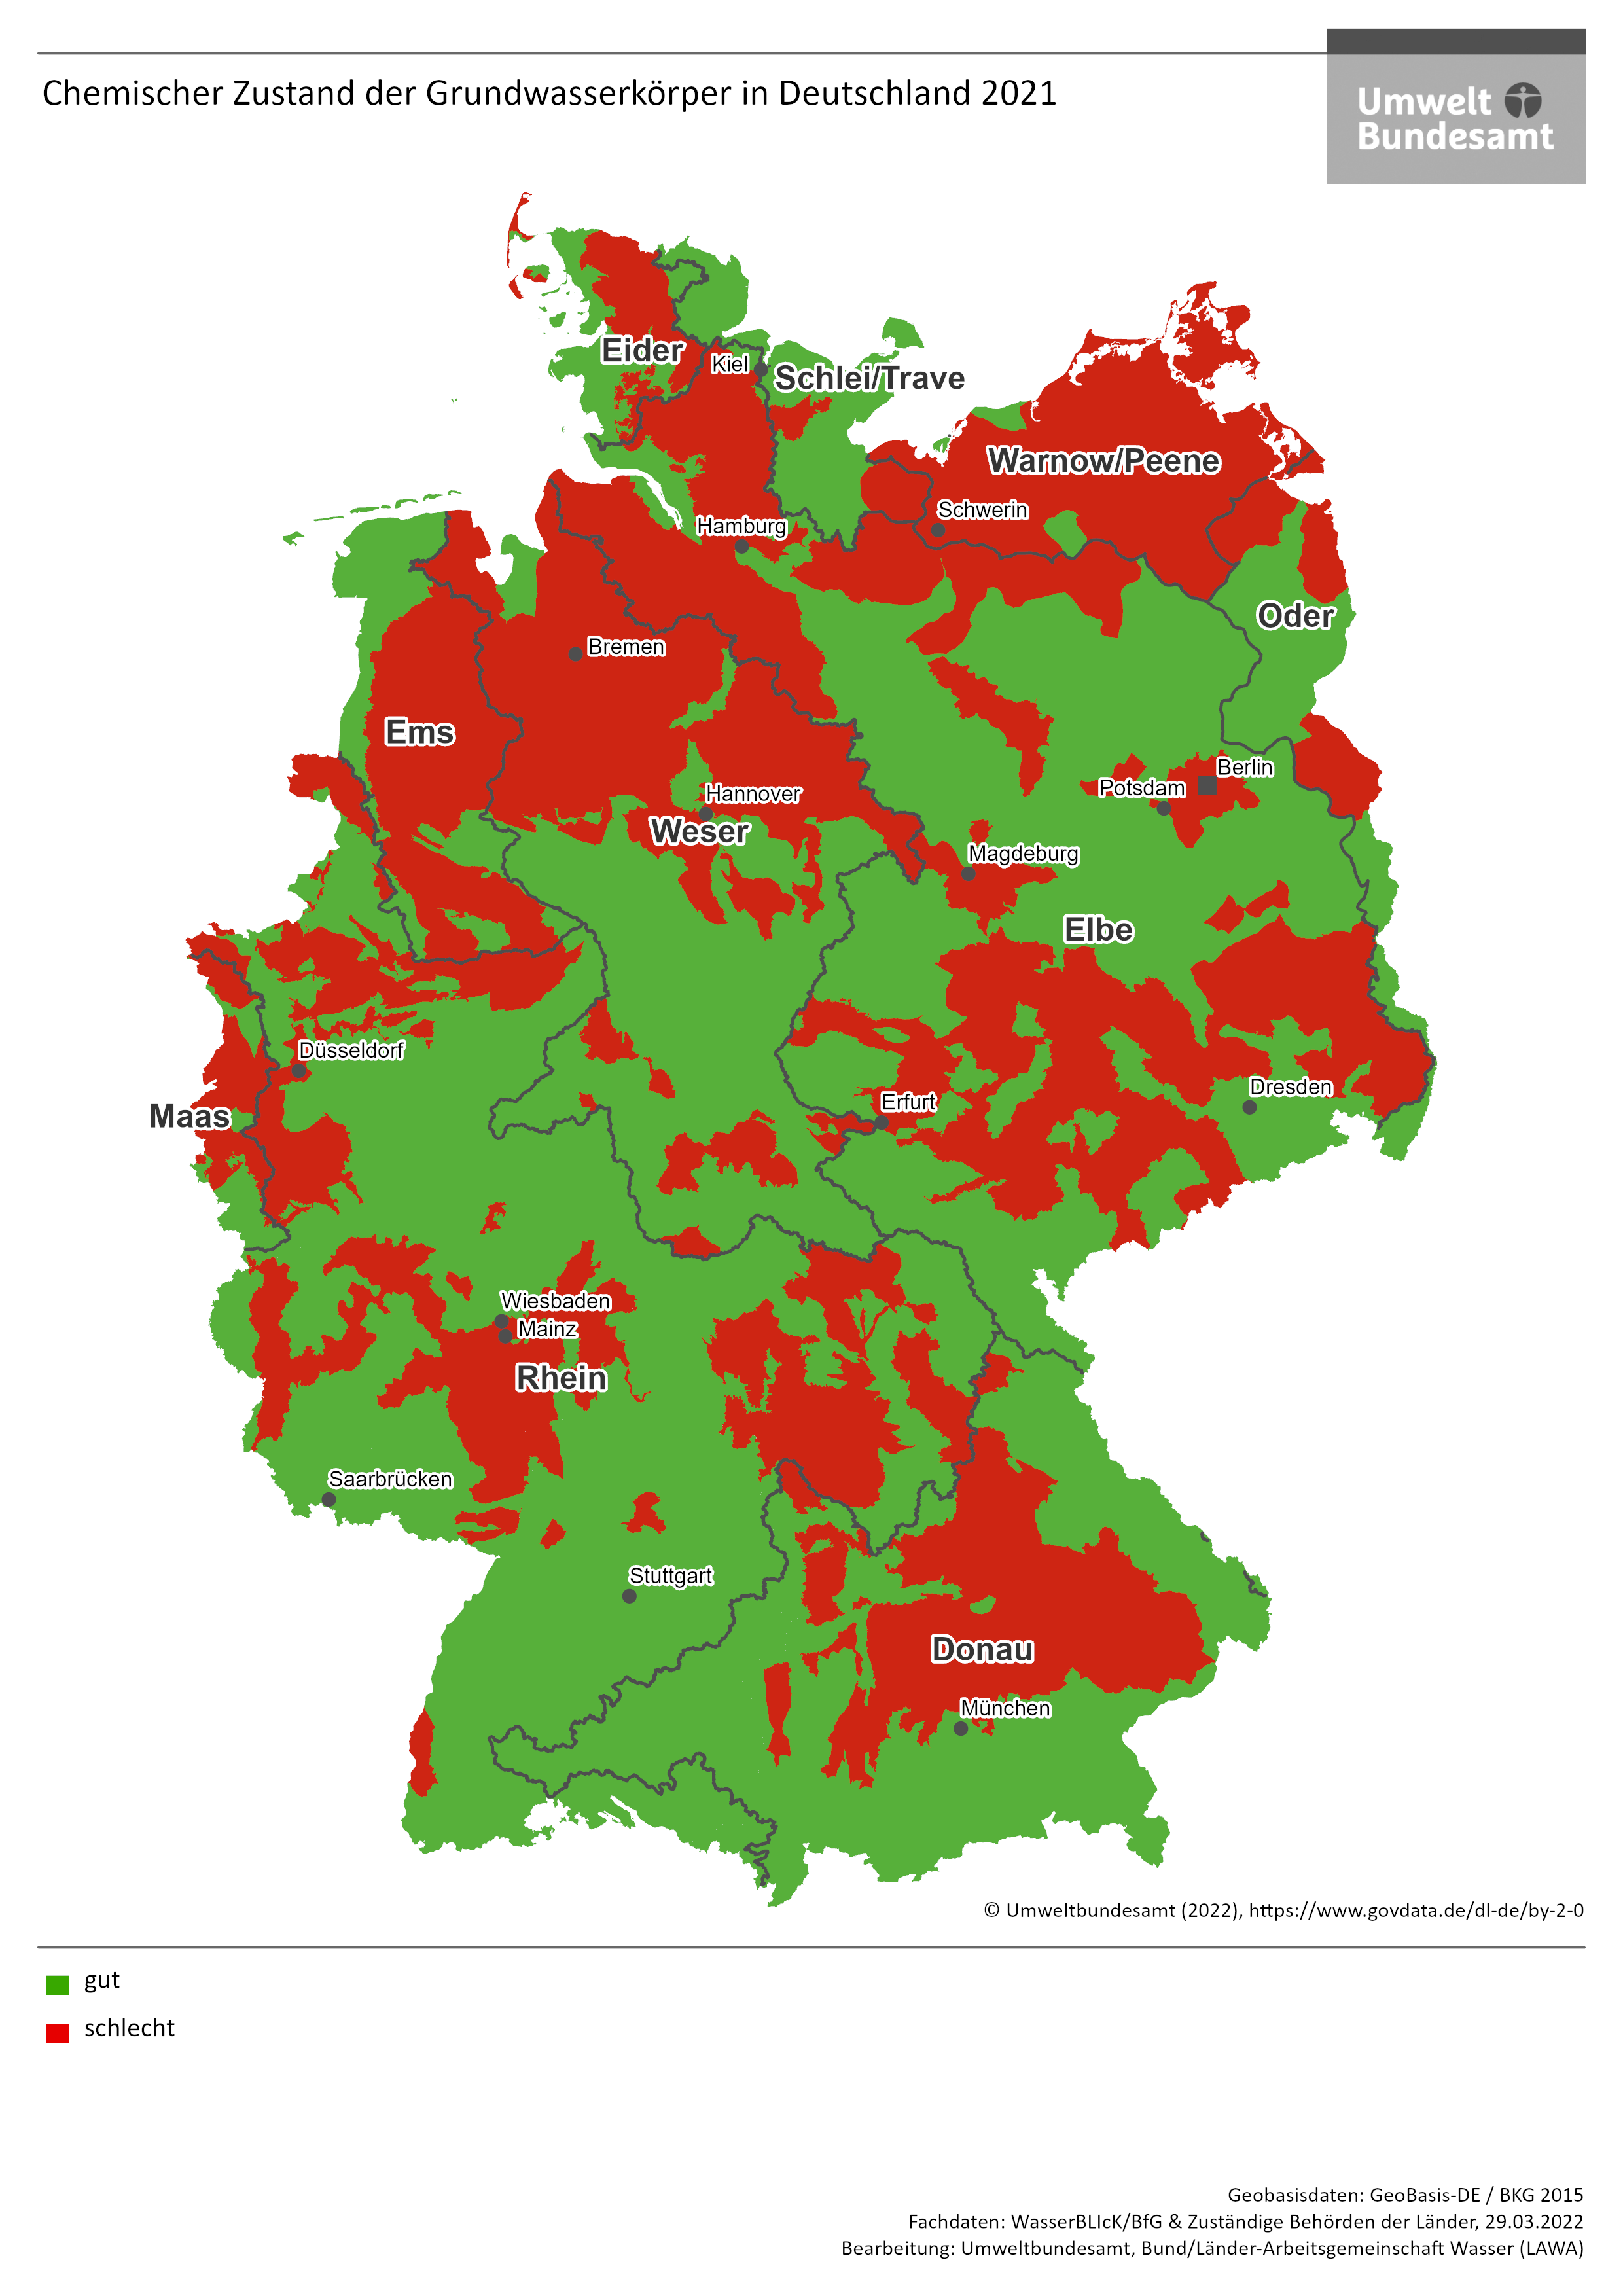 Chemischer Zustand der Grundwasserkörper in Deutschland 2021
Umwelt
Bundesamt
Eider
Kiel
Schlei/Trave
Warnow/Peene
Schwerin
Hamburg
Oder
Bremen
Ems
Berlin
Potsdam
Hannover
Weser
Magdeburg
Elbe
Düsseldorf
Dresden
Maas
Erfurt
Wiesbaden
Mainz
Rhein
Saarbrücken
Stuttgart
Donau
München
© Umweltbundesamt (2022), https://www.govdata.de/dl-de/by-2-0
gut
schlecht
Geobasisdaten: GeoBasis-DE / BKG 2015
Fachdaten: WasserBLIcK/BfG & Zuständige Behörden der Länder, 29.03.2022
Bearbeitung: Umweltbundesamt, Bund/Länder-Arbeitsgemeinschaft Wasser (LAWA)